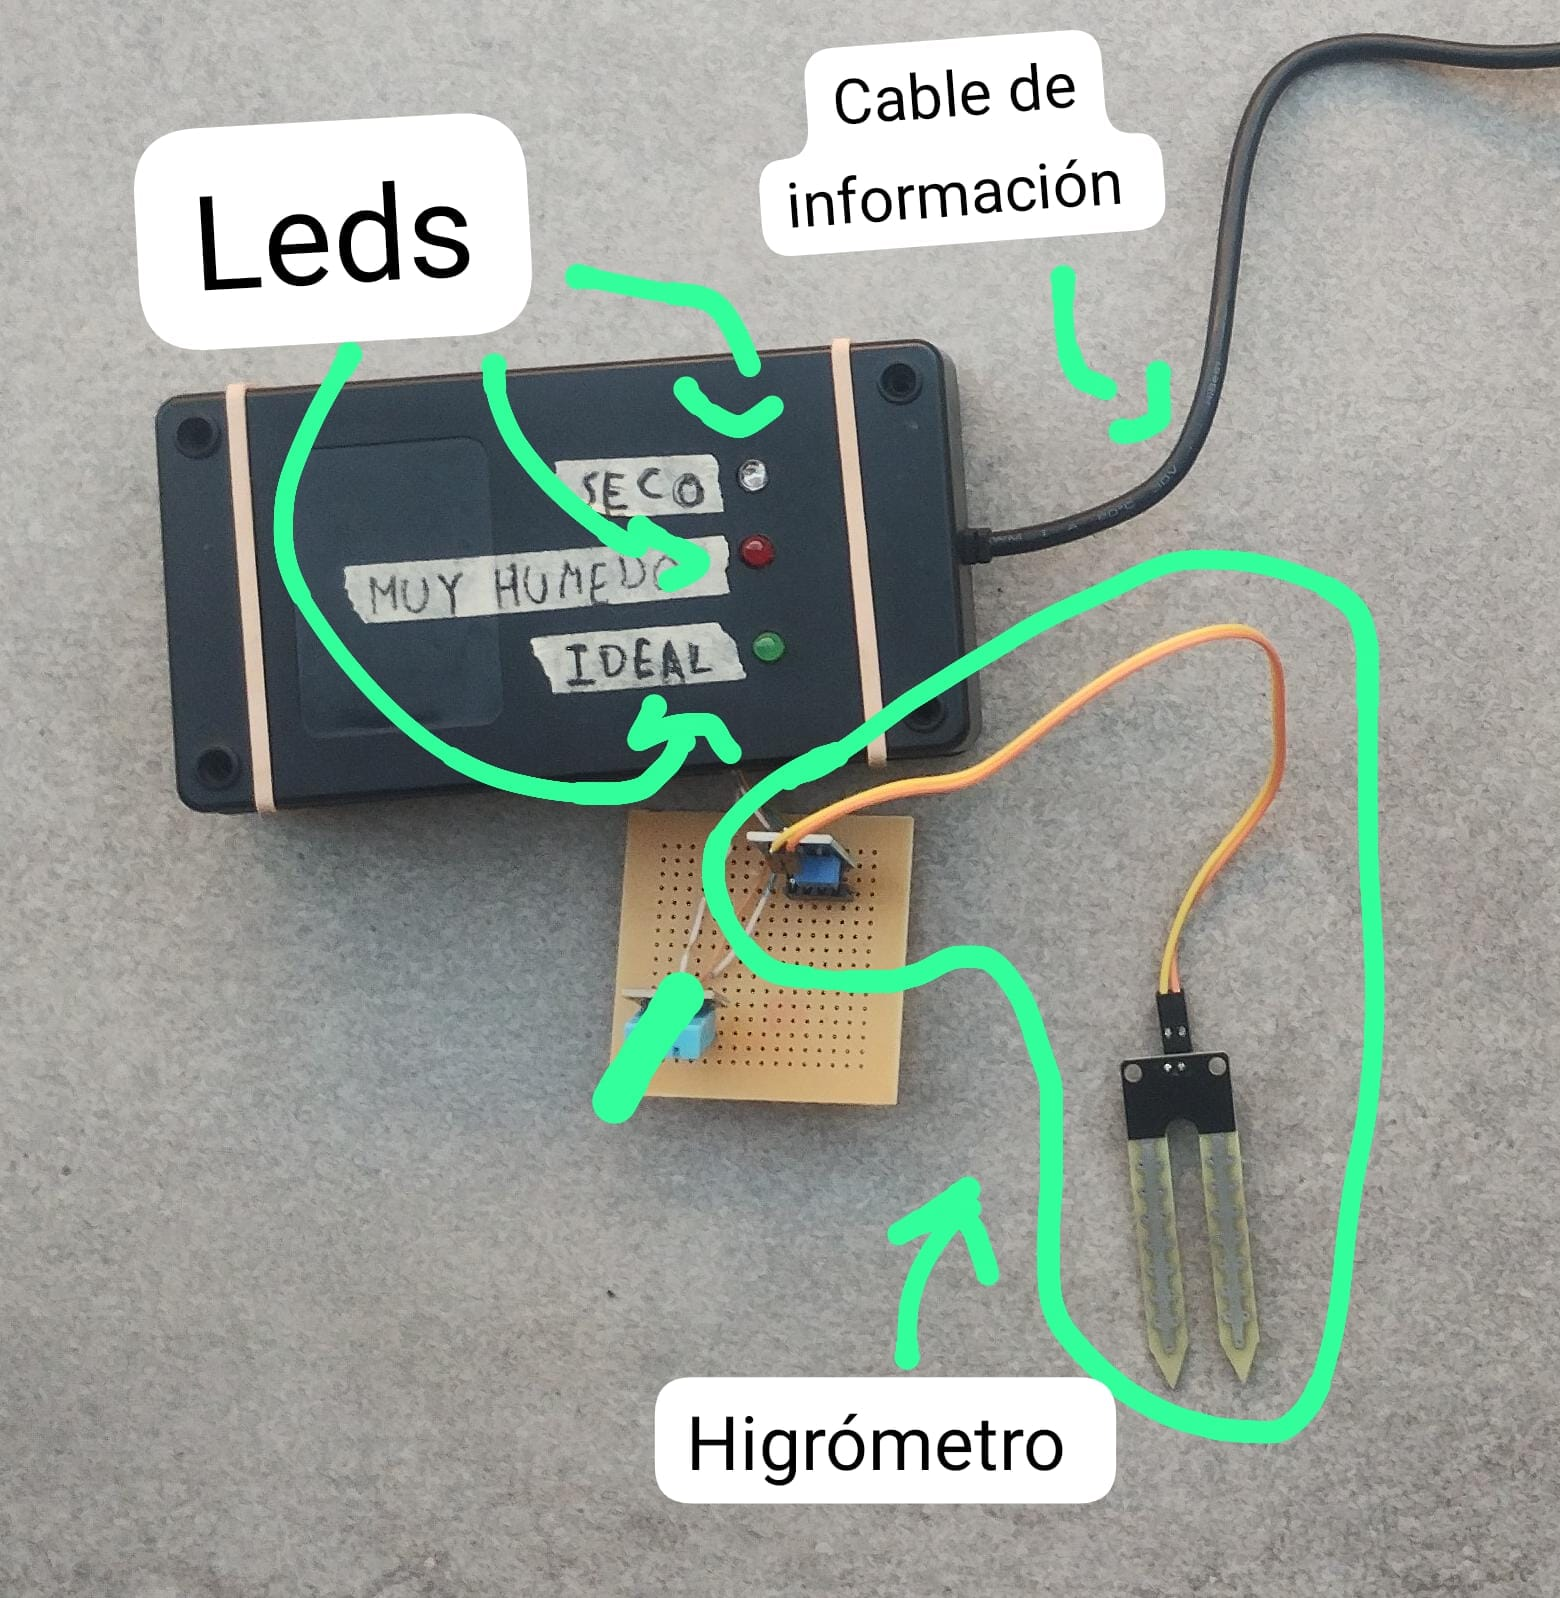 Cable de
información
Leds
SECO
MUY HUMEDO
IDEAL
Higrómetro